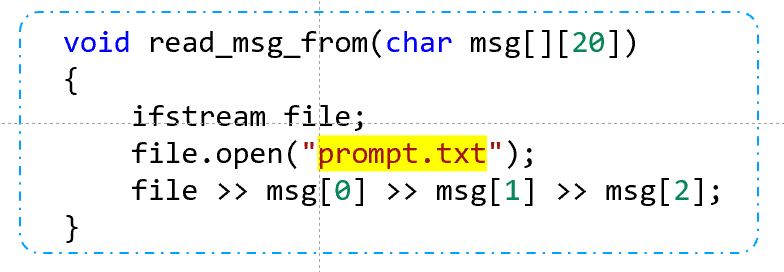 void read_msg_from(char msg[][20])
{
    ifstream file;
    file.open("prompt.txt");
    file >> msg[0] >> msg[1] >> msg[2];
}